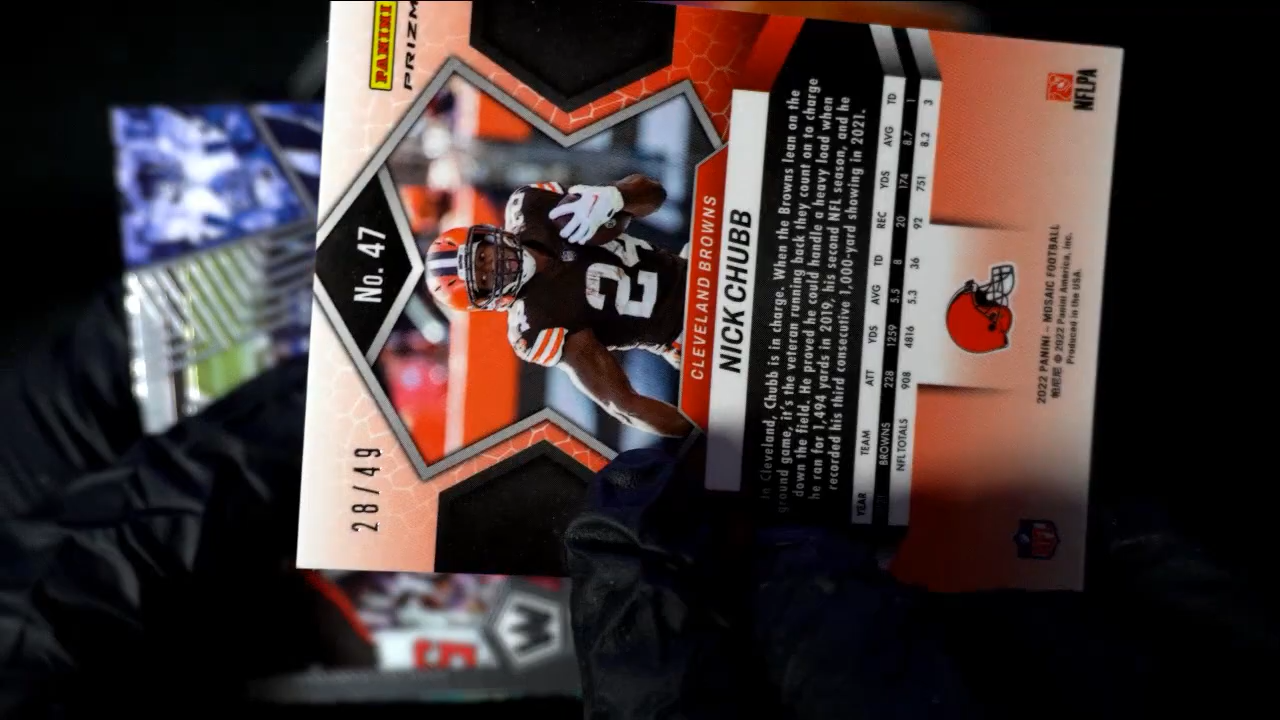 28/49
PANINI
PRIZM
No. 47
24
CLEVELAND BROWNS
NICK CHUBB
In Cleveland, Chubb is in charge. When the Browns lean on the
ground game, it's the veteran running back they count on to charge
down the field. He proved he could handle a heavy load when
he ran for 1,494 yards in 2019, his second NFL season, and he
recorded his third consecutive 1,000-yard showing in 2021.
YEAR TEAM ATT YDS AVG TD REC YDS AVG TD
BROWNS 228 1259 5.5 8 20 174 8.7 1
NFL TOTALS 908 4816 5.3 36 92 751 8.2 3
NFL
2022 PANINI – MOSAIC FOOTBALL
帕尼尼 © 2022 Panini America, Inc.
Produced in the USA.
NFLPA